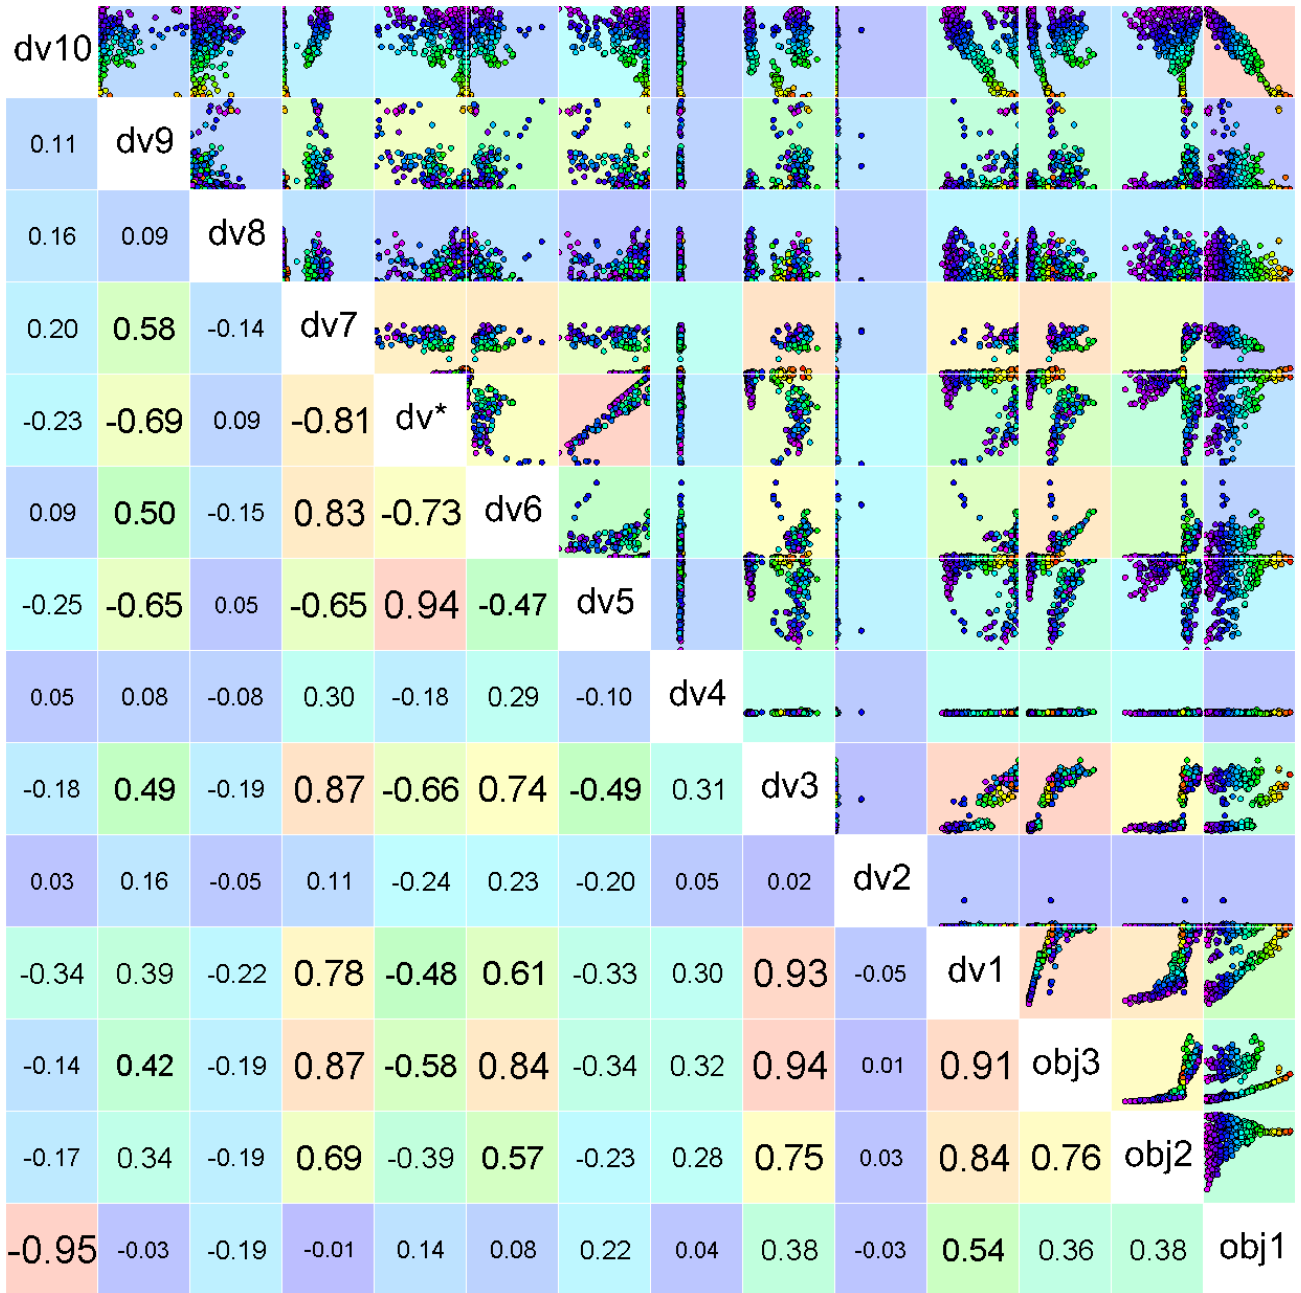 dv10
0.11 dv9
0.16 0.09 dv8
0.20 0.58 -0.14 dv7
-0.23 -0.69 0.09 -0.81 dv*
0.09 0.50 -0.15 0.83 -0.73 dv6
-0.25 -0.65 0.05 -0.65 0.94 -0.47 dv5
0.05 0.08 -0.08 0.30 -0.18 0.29 -0.10 dv4
-0.18 0.49 -0.19 0.87 -0.66 0.74 -0.49 0.31 dv3
0.03 0.16 -0.05 0.11 -0.24 0.23 -0.20 0.05 0.02 dv2
-0.34 0.39 -0.22 0.78 -0.48 0.61 -0.33 0.30 0.93 -0.05 dv1
-0.14 0.42 -0.19 0.87 -0.58 0.84 -0.34 0.32 0.94 0.01 0.91 obj3
-0.17 0.34 -0.19 0.69 -0.39 0.57 -0.23 0.28 0.75 0.03 0.84 0.76 obj2
-0.95 -0.03 -0.19 -0.01 0.14 0.08 0.22 0.04 0.38 -0.03 0.54 0.36 0.38 obj1